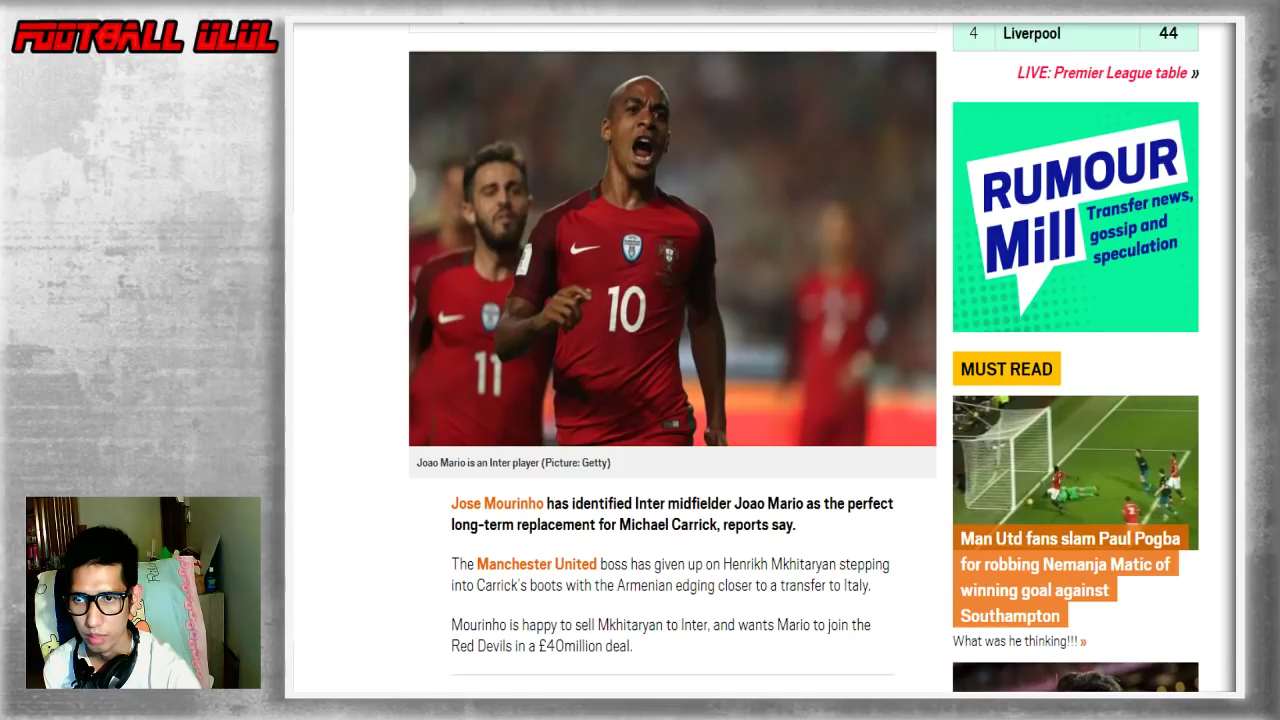 FOOTBALL ULUL
4 Liverpool 44
LIVE: Premier League table »
10
11
Joao Mario is an Inter player (Picture: Getty)
Jose Mourinho has identified Inter midfielder Joao Mario as the perfect
long-term replacement for Michael Carrick, reports say.
The Manchester United boss has given up on Henrikh Mkhitaryan stepping
into Carrick's boots with the Armenian edging closer to a transfer to Italy.
Mourinho is happy to sell Mkhitaryan to Inter, and wants Mario to join the
Red Devils in a £40million deal.
RUMOUR
Mill
Transfer news,
gossip and
speculation
MUST READ
Man Utd fans slam Paul Pogba
for robbing Nemanja Matic of
winning goal against
Southampton
What was he thinking!!! »